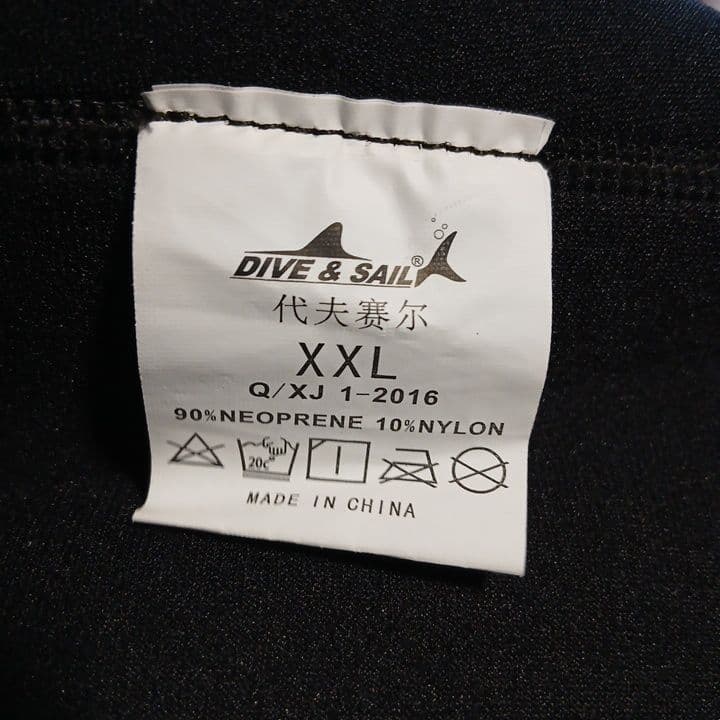 DIVE & SAIL®
代夫赛尔
XXL
Q/XJ 1-2016
90%NEOPRENE 10%NYLON
20c°
MADE IN CHINA